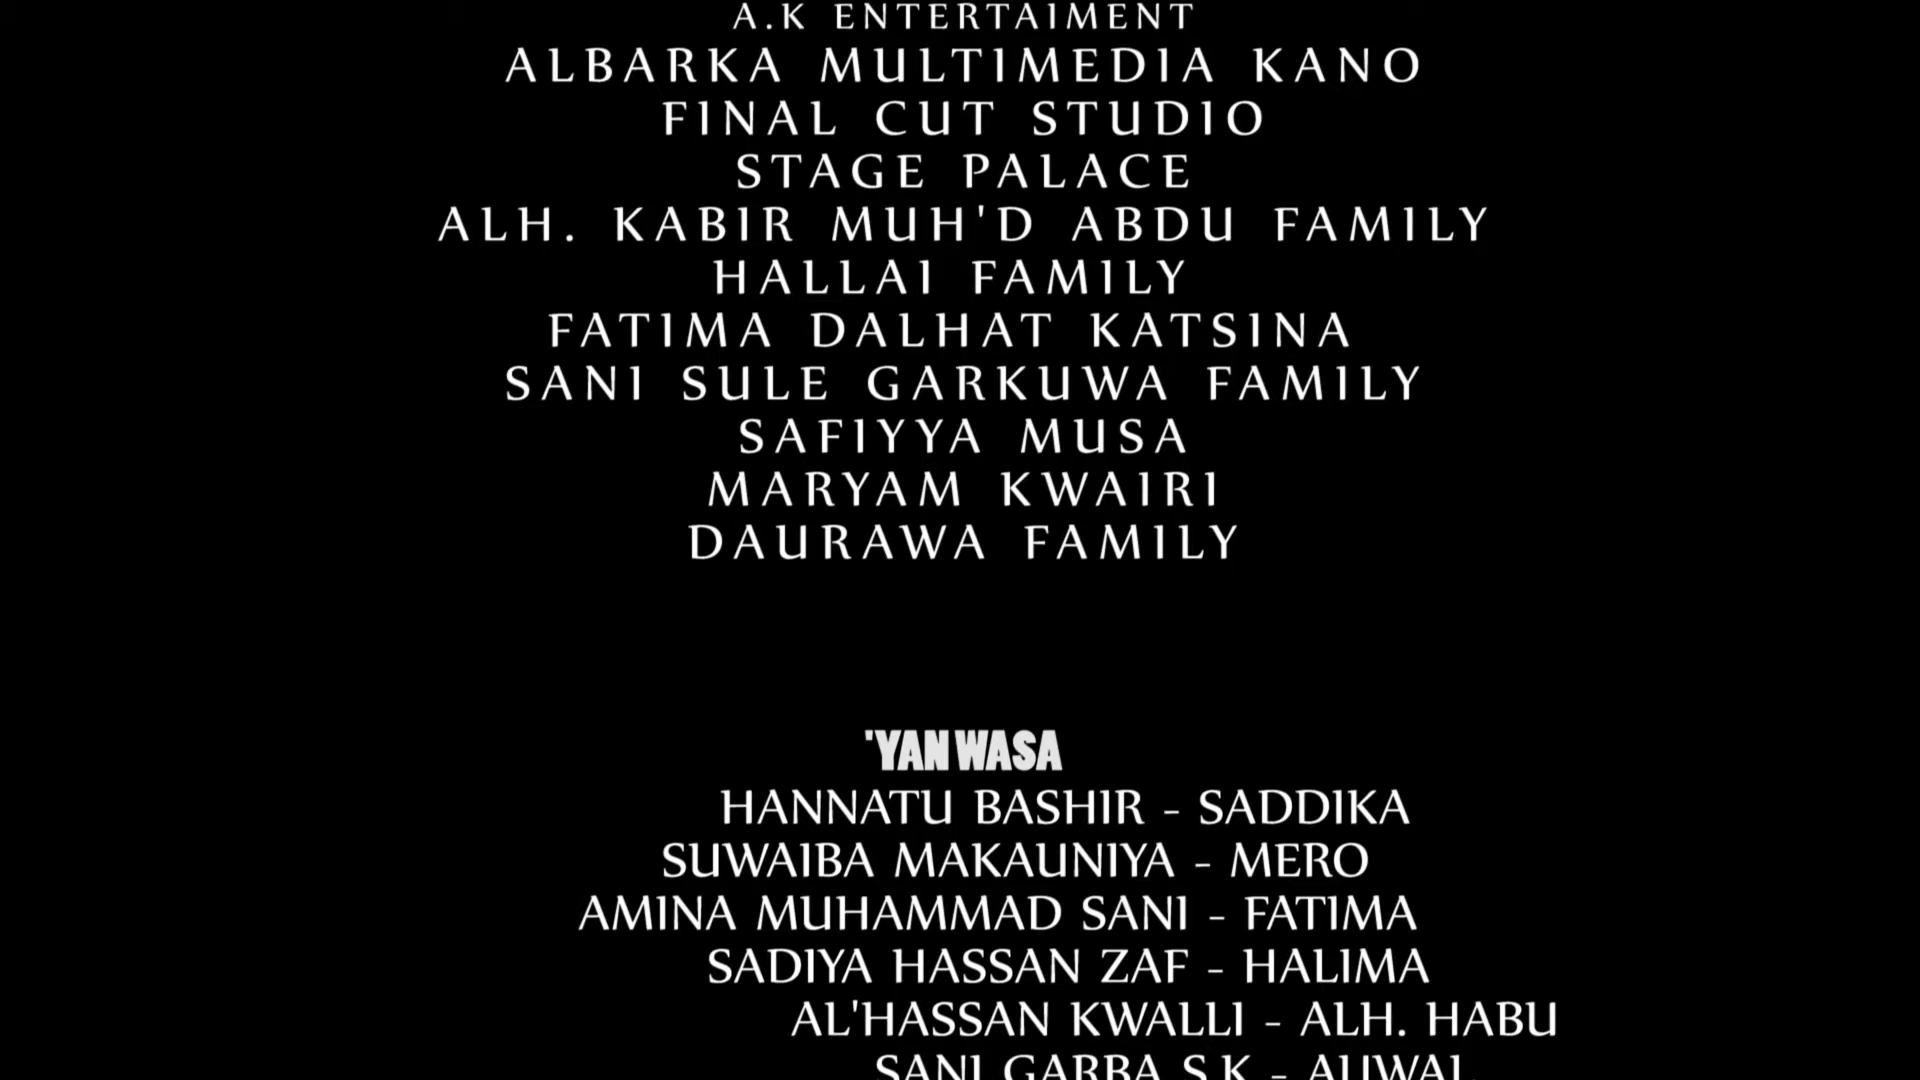 A.K ENTERTAIMENT
ALBARKA MULTIMEDIA KANO
FINAL CUT STUDIO
STAGE PALACE
ALH. KABIR MUH'D ABDU FAMILY
HALLAI FAMILY
FATIMA DALHAT KATSINA
SANI SULE GARKUWA FAMILY
SAFIYYA MUSA
MARYAM KWAIRI
DAURAWA FAMILY
'YAN WASA
HANNATU BASHIR - SADDIKA
SUWAIBA MAKAUNIYA - MERO
AMINA MUHAMMAD SANI - FATIMA
SADIYA HASSAN ZAF - HALIMA
AL'HASSAN KWALLI - ALH. HABU
SANI GARBA S.K - AUWAL